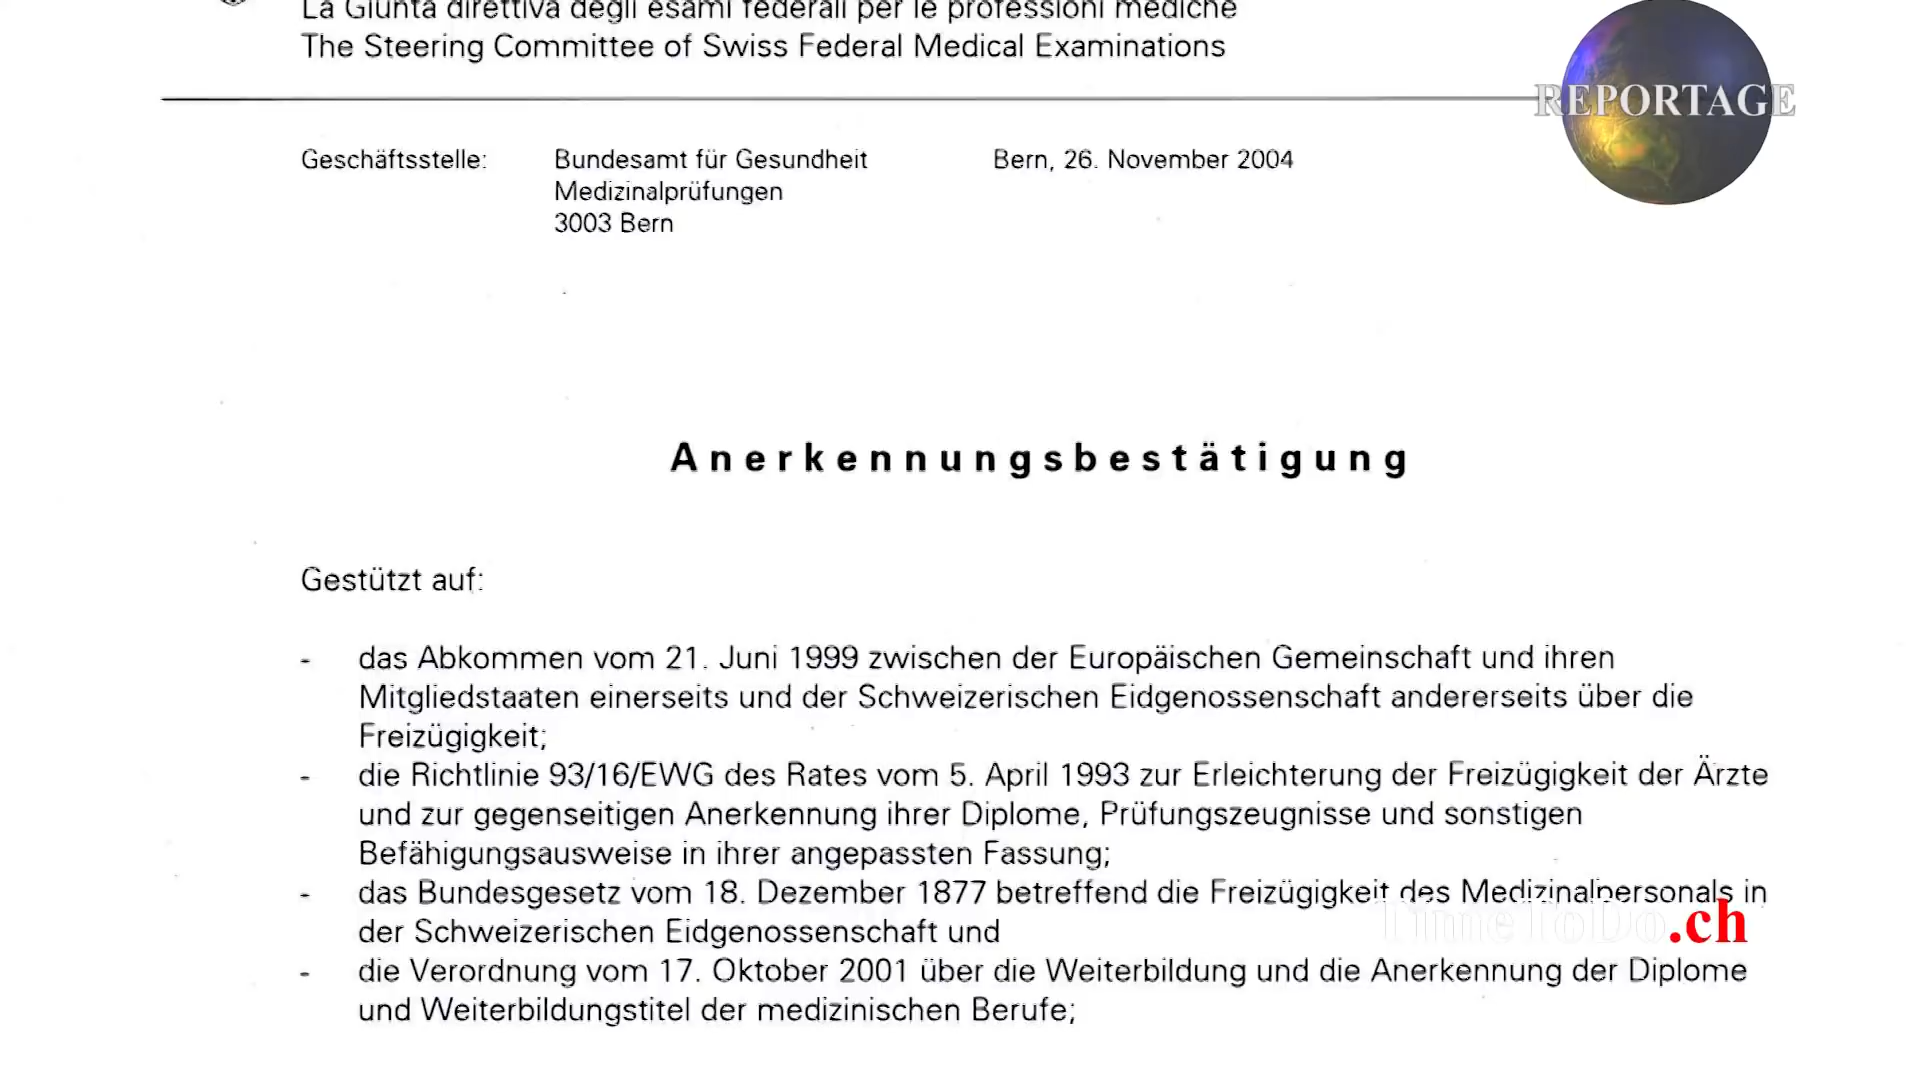 La Giunta direttiva degli esami federali per le professioni mediche
The Steering Committee of Swiss Federal Medical Examinations
REPORTAGE
Geschäftsstelle: Bundesamt für Gesundheit Bern, 26. November 2004
Medizinalprüfungen
3003 Bern
Anerkennungsbestätigung
Gestützt auf:
- das Abkommen vom 21. Juni 1999 zwischen der Europäischen Gemeinschaft und ihren
Mitgliedstaaten einerseits und der Schweizerischen Eidgenossenschaft andererseits über die
Freizügigkeit;
- die Richtlinie 93/16/EWG des Rates vom 5. April 1993 zur Erleichterung der Freizügigkeit der Ärzte
und zur gegenseitigen Anerkennung ihrer Diplome, Prüfungszeugnisse und sonstigen
Befähigungsausweise in ihrer angepassten Fassung;
- das Bundesgesetz vom 18. Dezember 1877 betreffend die Freizügigkeit des Medizinalpersonals in
der Schweizerischen Eidgenossenschaft und
TimeToDo.ch
- die Verordnung vom 17. Oktober 2001 über die Weiterbildung und die Anerkennung der Diplome
und Weiterbildungstitel der medizinischen Berufe;